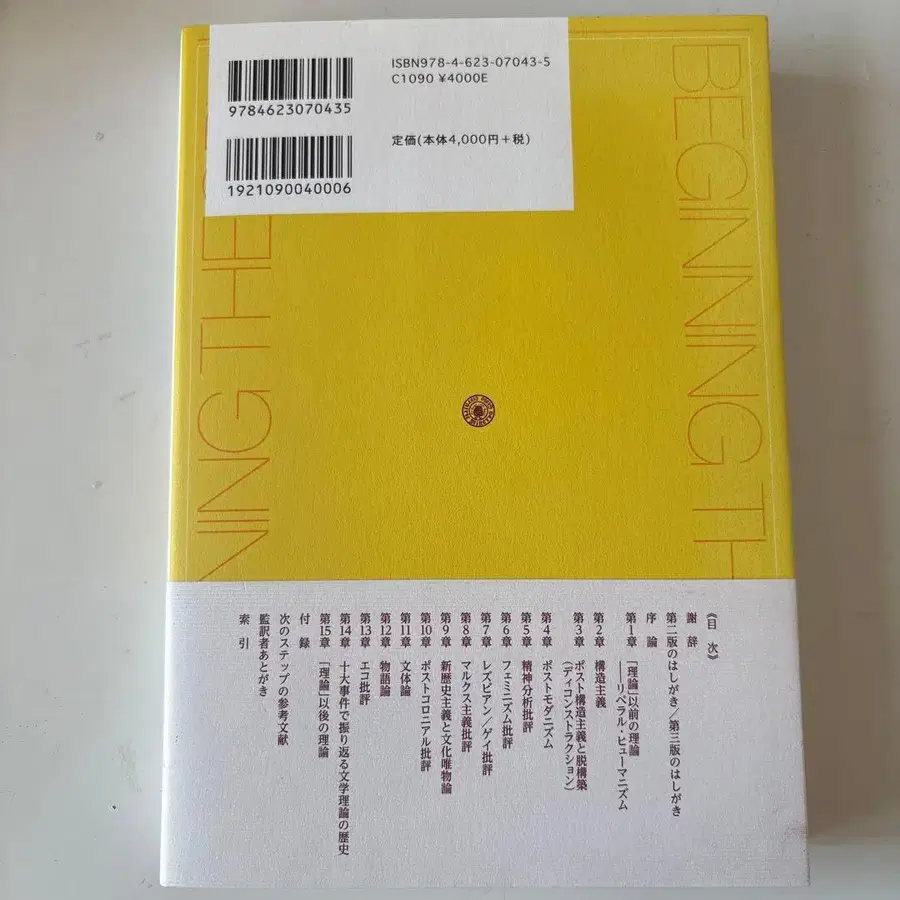 ISBN978-4-623-07043-5
C1090 ¥4000E
9784623070435
定価(本体4,000円+税)
1921090040006
BEGINNING TH
NING THE
《目 次》
謝 辞
第二版のはしがき/第三版のはしがき
序 論
第1章 「理論」以前の理論
――リベラル・ヒューマニズム
第2章 構造主義
第3章 ポスト構造主義と脱構築
(ディコンストラクション)
第4章 ポストモダニズム
第5章 精神分析批評
第6章 フェミニズム批評
第7章 レズビアン/ゲイ批評
第8章 マルクス主義批評
第9章 新歴史主義と文化唯物論
第10章 ポストコロニアル批評
第11章 文体論
第12章 物語論
第13章 エコ批評
第14章 十大事件で振り返る文学理論の歴史
第15章 「理論」以後の理論
付 録
次のステップの参考文献
監訳者あとがき
索 引